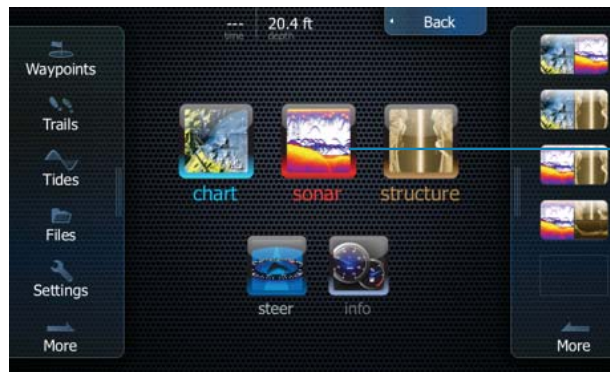 --- 20.4 ft Back
time depth
Waypoints
Trails
Tides
Files
Settings
More
chart sonar structure
steer info
More